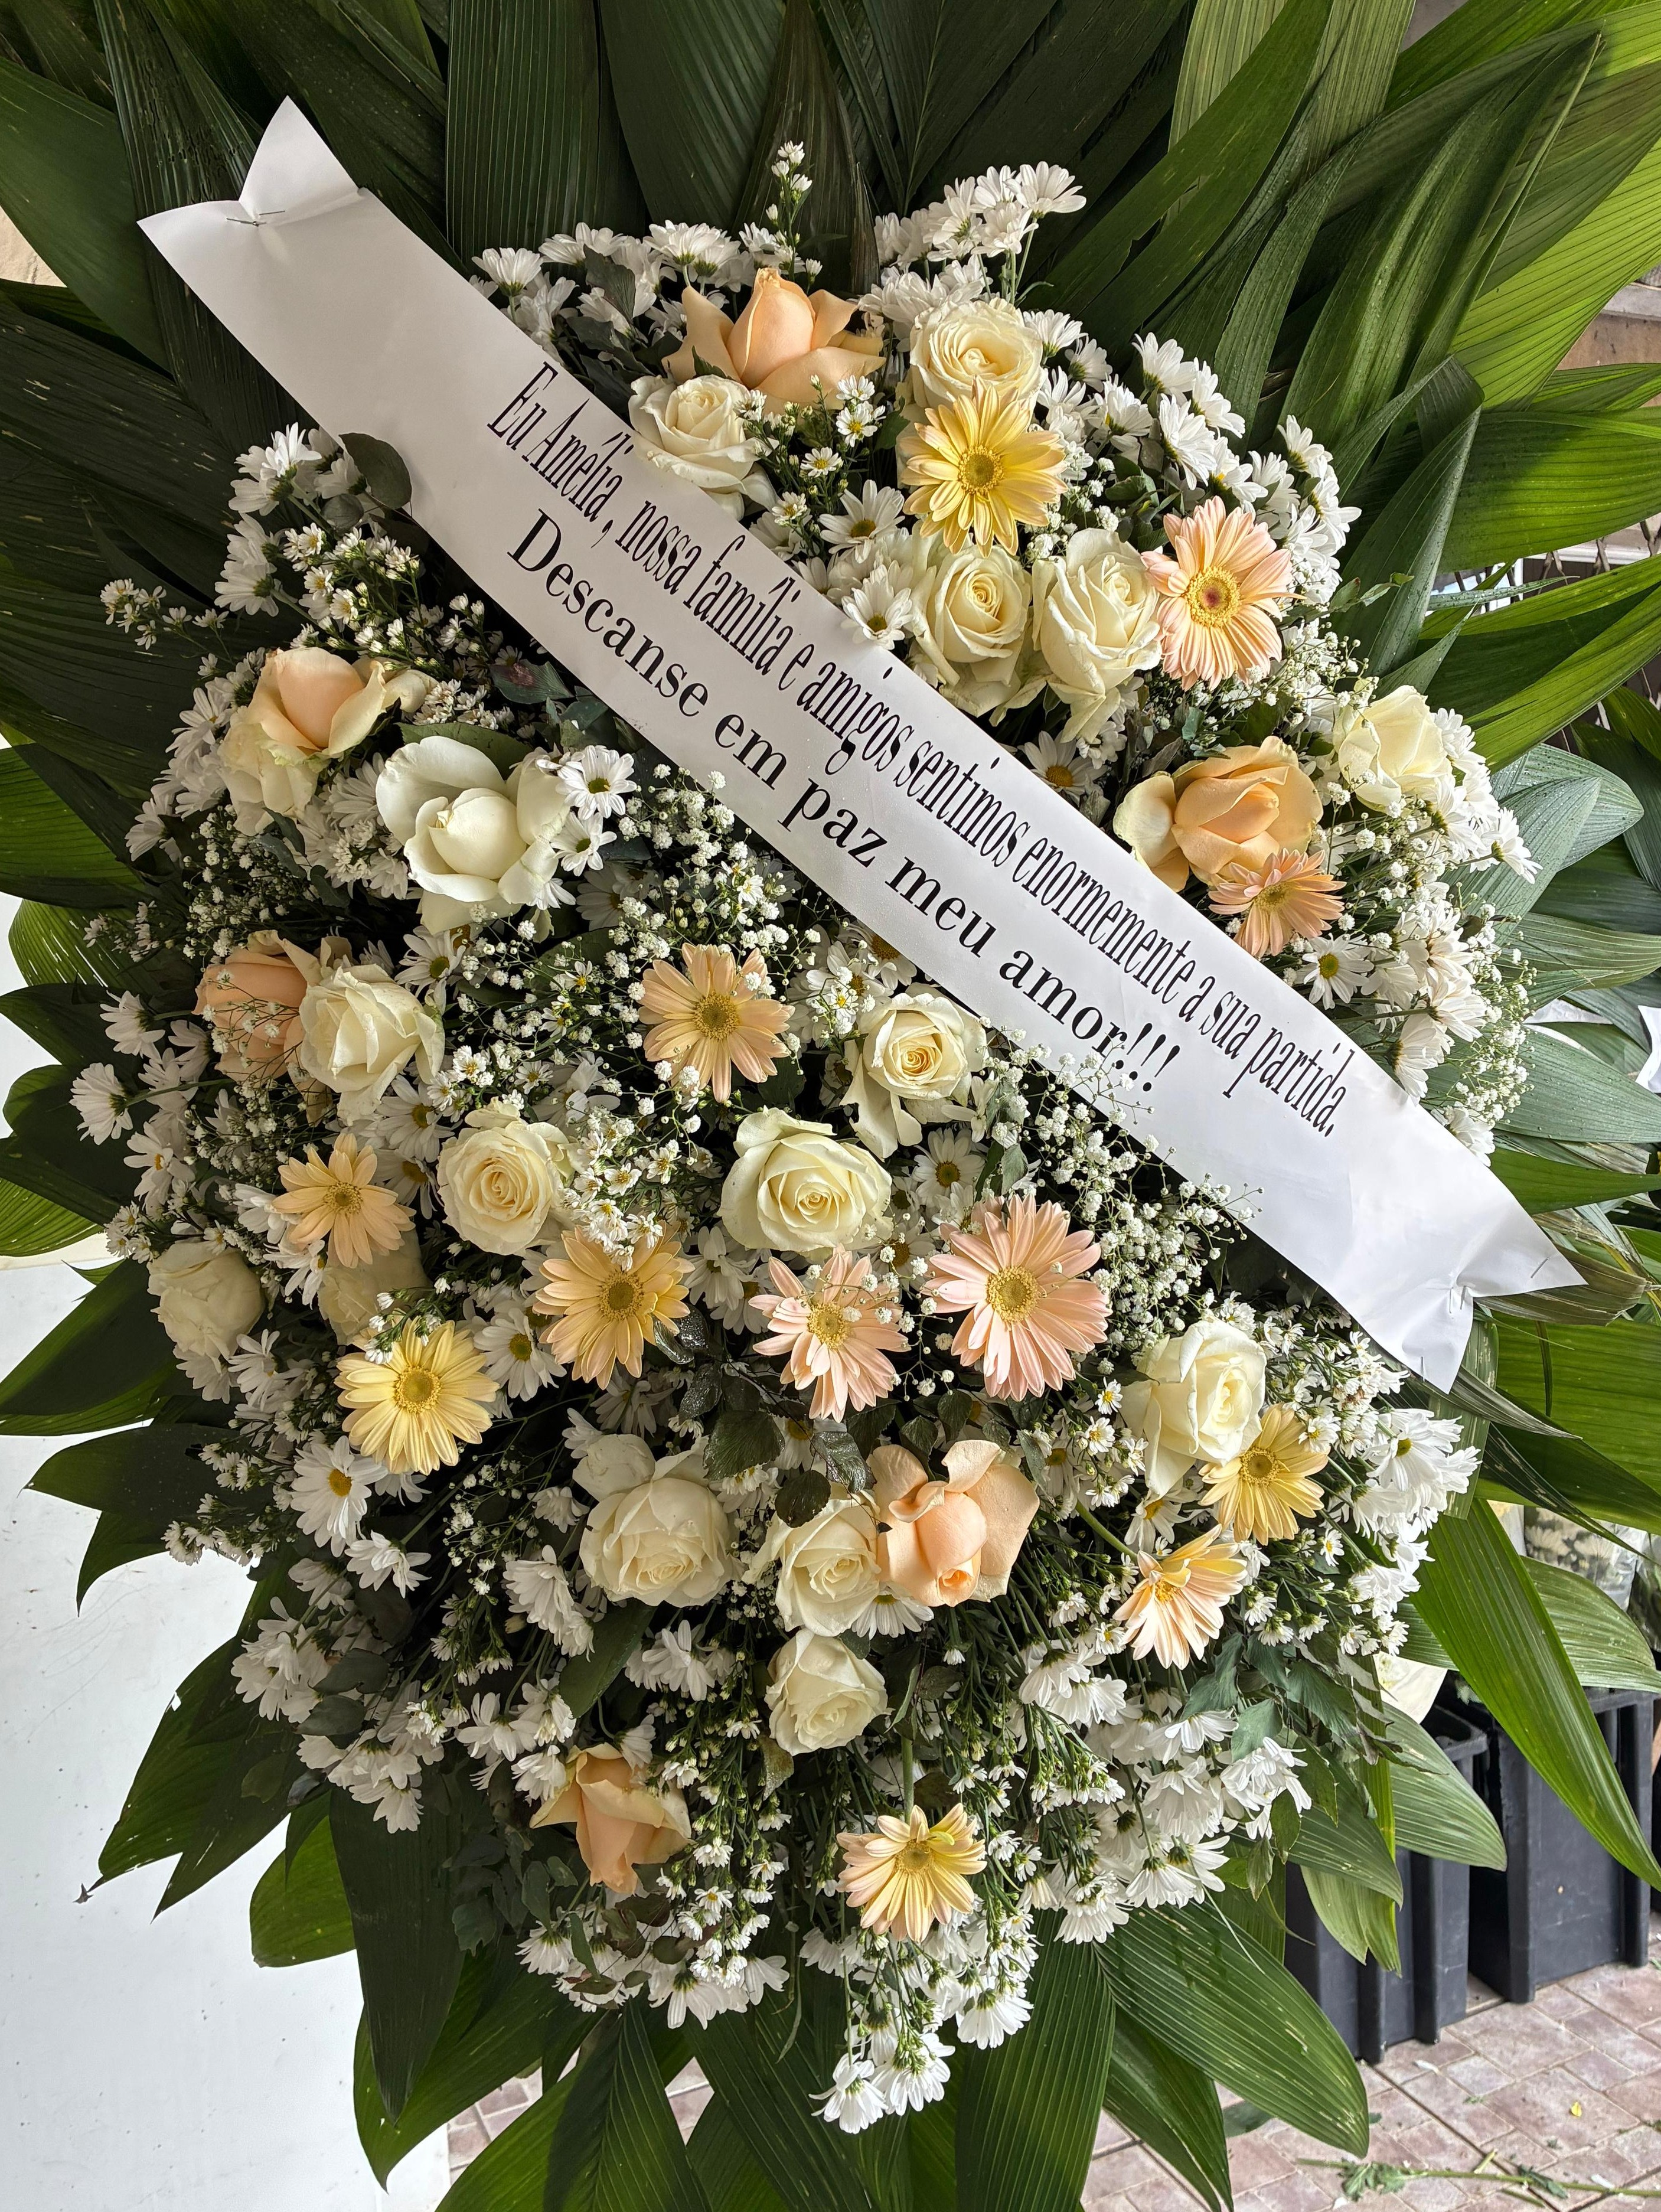 Eu Amélia, nossa família e amigos sentimos enormemente a sua partida.
Descanse em paz meu amor!!!